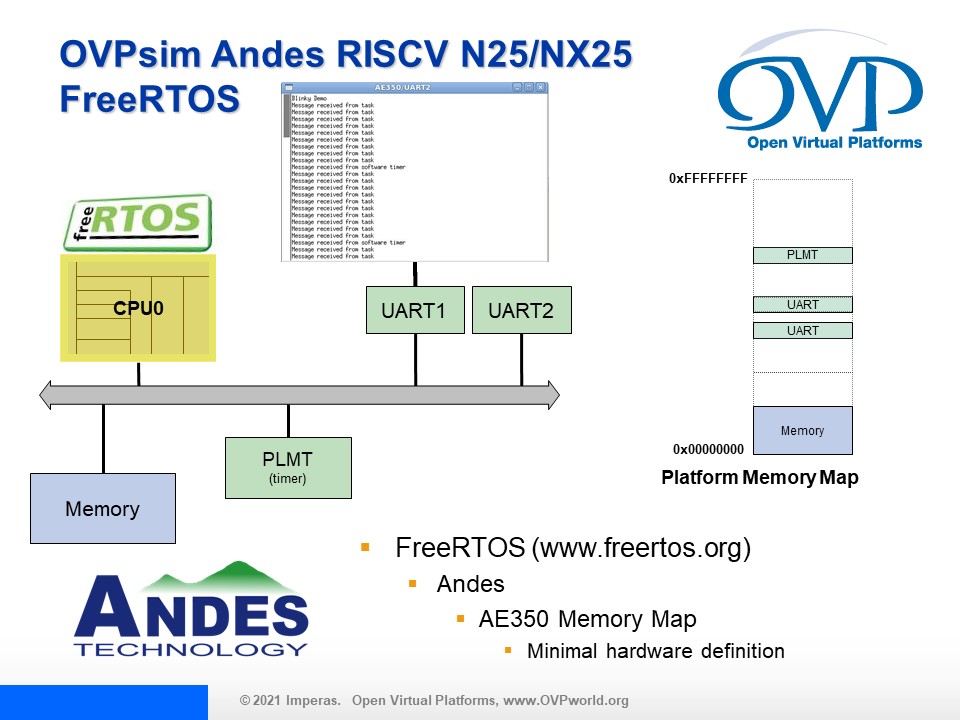 OVPsim Andes RISCV N25/NX25
FreeRTOS
OVP
Open Virtual Platforms
AE350/UART2
Blinky Demo
Message received from task
Message received from task
Message received from task
Message received from task
Message received from task
Message received from task
Message received from task
Message received from task
Message received from task
Message received from software timer
Message received from task
Message received from task
Message received from task
Message received from task
Message received from task
Message received from task
Message received from task
Message received from task
Message received from task
Message received from task
Message received from software timer
Message received from task
Message received from task
free RTOS
CPU0
UART1
UART2
PLMT
(timer)
Memory
0xFFFFFFFF
PLMT
UART
UART
Memory
0x00000000
Platform Memory Map
FreeRTOS (www.freertos.org)
Andes
AE350 Memory Map
Minimal hardware definition
ANDES
TECHNOLOGY
© 2021 Imperas. Open Virtual Platforms, www.OVPworld.org